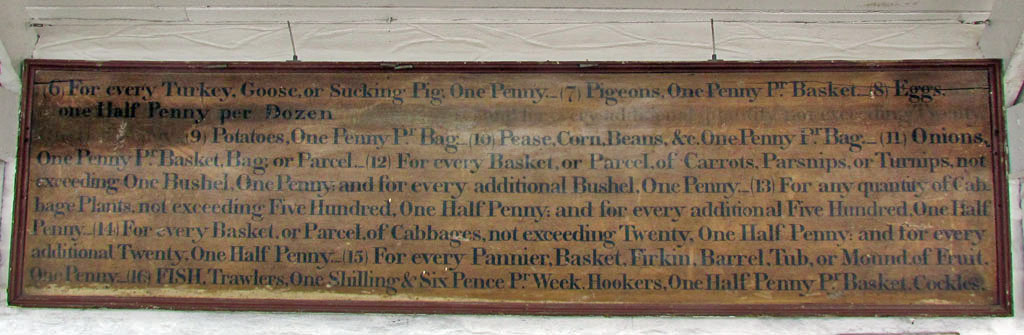 (6) For every Turkey, Goose, or Sucking Pig, One Penny._(7) Pigeons, One Penny Pr. Basket._(8) Eggs,
one Half Penny per Dozen
(9) Potatoes, One Penny Pr. Bag._(10) Pease, Corn, Beans, &c. One Penny Pr. Bag._(11) Onions,
One Penny Pr. Basket, Bag, or Parcel._(12) For every Basket, or Parcel, of Carrots, Parsnips, or Turnips, not
exceeding One Bushel, One Penny; and for every additional Bushel, One Penny._(13) For any quantity of Cab-
bage Plants, not exceeding Five Hundred, One Half Penny; and for every additional Five Hundred, One Half
Penny._(14) For every Basket, or Parcel, of Cabbages, not exceeding Twenty, One Half Penny; and for every
additional Twenty, One Half Penny._(15) For every Pannier, Basket, Firkin, Barrel, Tub, or Mound, of Fruit,
One Penny._(16) FISH, Trawlers, One Shilling & Six Pence Pr. Week, Hookers, One Half Penny Pr. Basket, Cockles,